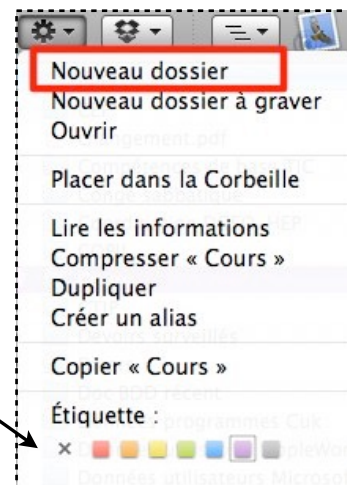 Nouveau dossier
Nouveau dossier à graver
Ouvrir
Placer dans la Corbeille
Lire les informations
Compresser « Cours »
Dupliquer
Créer un alias
Copier « Cours »
Étiquette :